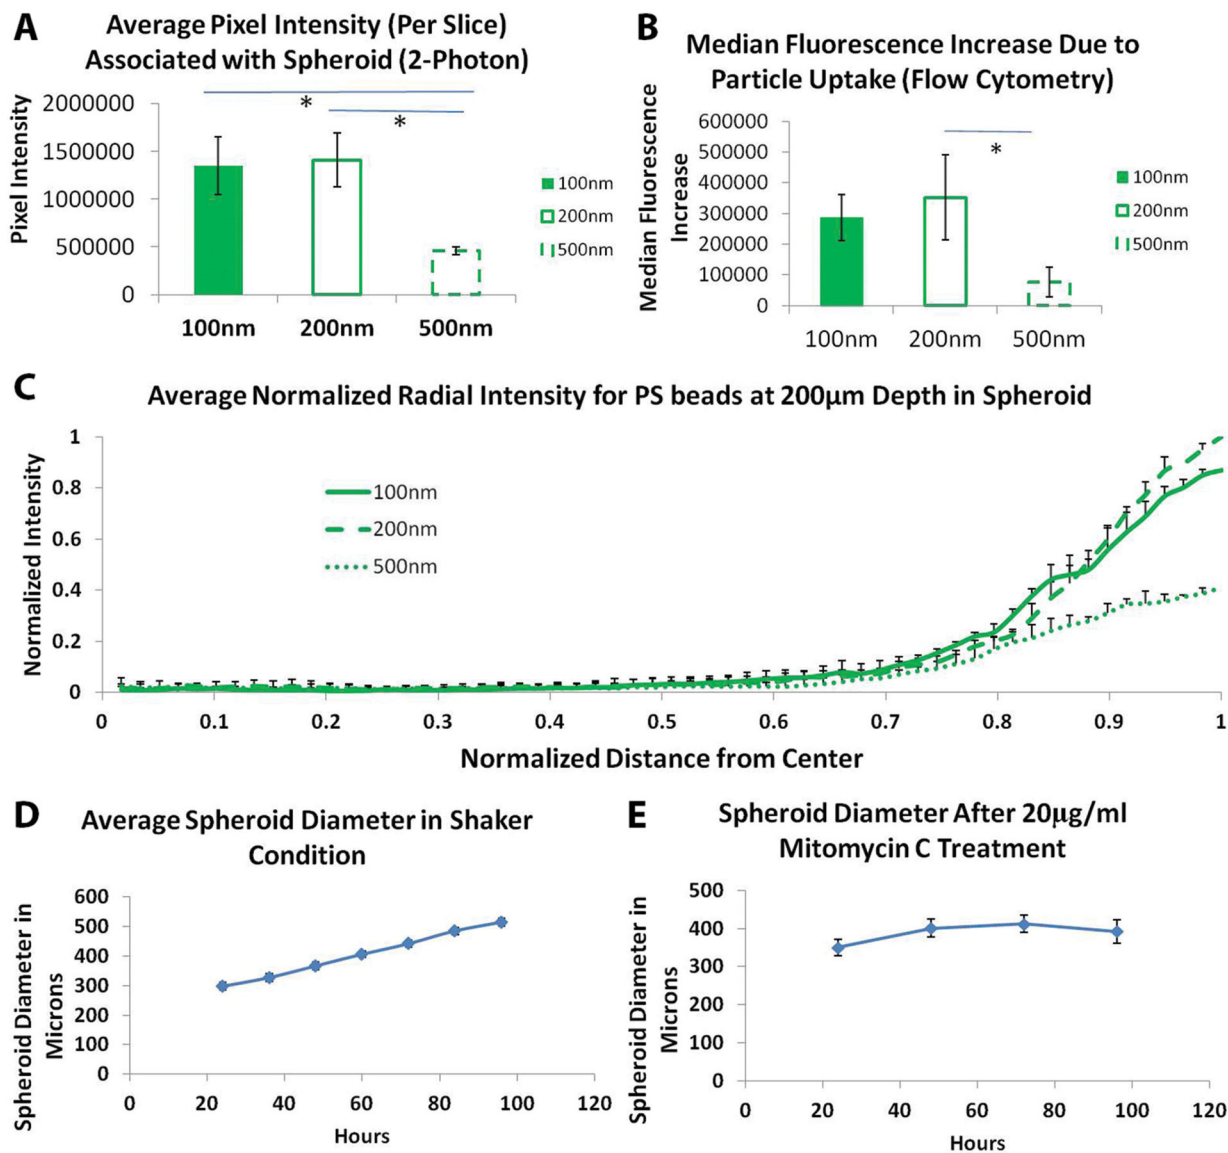 A
Average Pixel Intensity (Per Slice)
Associated with Spheroid (2-Photon)
Pixel Intensity
2000000
1500000
1000000
500000
0
*
*
100nm
200nm
500nm
100nm
200nm
500nm
B
Median Fluorescence Increase Due to
Particle Uptake (Flow Cytometry)
Median Fluorescence
Increase
600000
500000
400000
300000
200000
100000
0
*
100nm
200nm
500nm
100nm
200nm
500nm
C
Average Normalized Radial Intensity for PS beads at 200μm Depth in Spheroid
Normalized Intensity
1
0.8
0.6
0.4
0.2
0
100nm
200nm
500nm
0 0.1 0.2 0.3 0.4 0.5 0.6 0.7 0.8 0.9 1
Normalized Distance from Center
D
Average Spheroid Diameter in Shaker
Condition
Spheroid Diameter in
Microns
600
500
400
300
200
100
0
0 20 40 60 80 100 120
Hours
E
Spheroid Diameter After 20μg/ml
Mitomycin C Treatment
Spheroid Diameter in
Microns
500
400
300
200
100
0
0 20 40 60 80 100 120
Hours